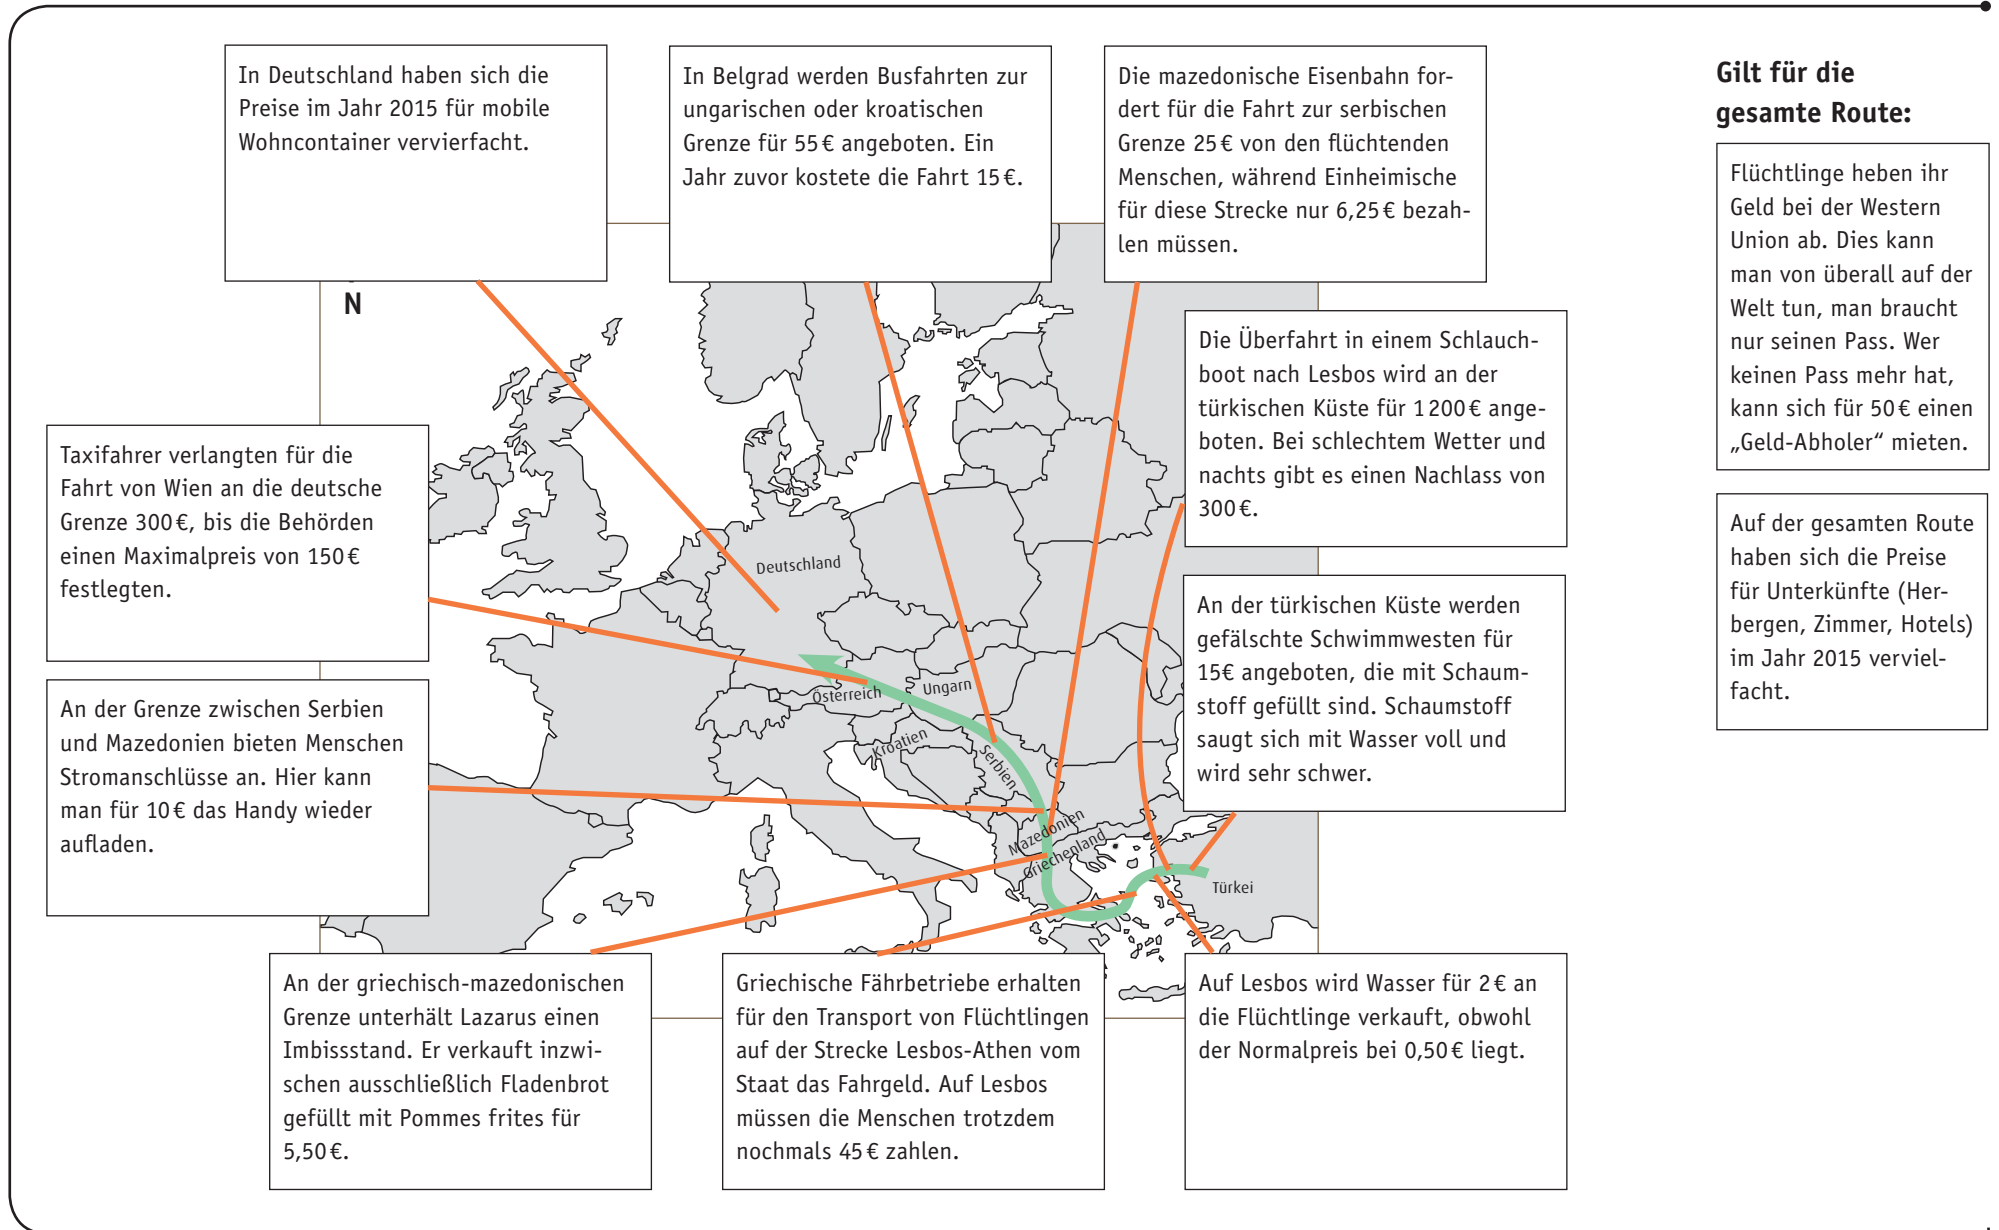 In Deutschland haben sich die
Preise im Jahr 2015 für mobile
Wohncontainer vervierfacht.
In Belgrad werden Busfahrten zur
ungarischen oder kroatischen
Grenze für 55 € angeboten. Ein
Jahr zuvor kostete die Fahrt 15 €.
Die mazedonische Eisenbahn for-
dert für die Fahrt zur serbischen
Grenze 25 € von den flüchtenden
Menschen, während Einheimische
für diese Strecke nur 6,25 € bezah-
len müssen.
Gilt für die
gesamte Route:
Flüchtlinge heben ihr
Geld bei der Western
Union ab. Dies kann
man von überall auf der
Welt tun, man braucht
nur seinen Pass. Wer
keinen Pass mehr hat,
kann sich für 50 € einen
„Geld-Abholer“ mieten.
Auf der gesamten Route
haben sich die Preise
für Unterkünfte (Her-
bergen, Zimmer, Hotels)
im Jahr 2015 verviel-
facht.
N
Die Überfahrt in einem Schlauch-
boot nach Lesbos wird an der
türkischen Küste für 1 200 € ange-
boten. Bei schlechtem Wetter und
nachts gibt es einen Nachlass von
300 €.
Taxifahrer verlangten für die
Fahrt von Wien an die deutsche
Grenze 300 €, bis die Behörden
einen Maximalpreis von 150 €
festlegten.
An der türkischen Küste werden
gefälschte Schwimmwesten für
15€ angeboten, die mit Schaum-
stoff gefüllt sind. Schaumstoff
saugt sich mit Wasser voll und
wird sehr schwer.
An der Grenze zwischen Serbien
und Mazedonien bieten Menschen
Stromanschlüsse an. Hier kann
man für 10 € das Handy wieder
aufladen.
Deutschland
Österreich
Ungarn
Kroatien
Serbien
Mazedonien
Griechenland
Türkei
An der griechisch-mazedonischen
Grenze unterhält Lazarus einen
Imbissstand. Er verkauft inzwi-
schen ausschließlich Fladenbrot
gefüllt mit Pommes frites für
5,50 €.
Griechische Fährbetriebe erhalten
für den Transport von Flüchtlingen
auf der Strecke Lesbos-Athen vom
Staat das Fahrgeld. Auf Lesbos
müssen die Menschen trotzdem
nochmals 45 € zahlen.
Auf Lesbos wird Wasser für 2 € an
die Flüchtlinge verkauft, obwohl
der Normalpreis bei 0,50 € liegt.